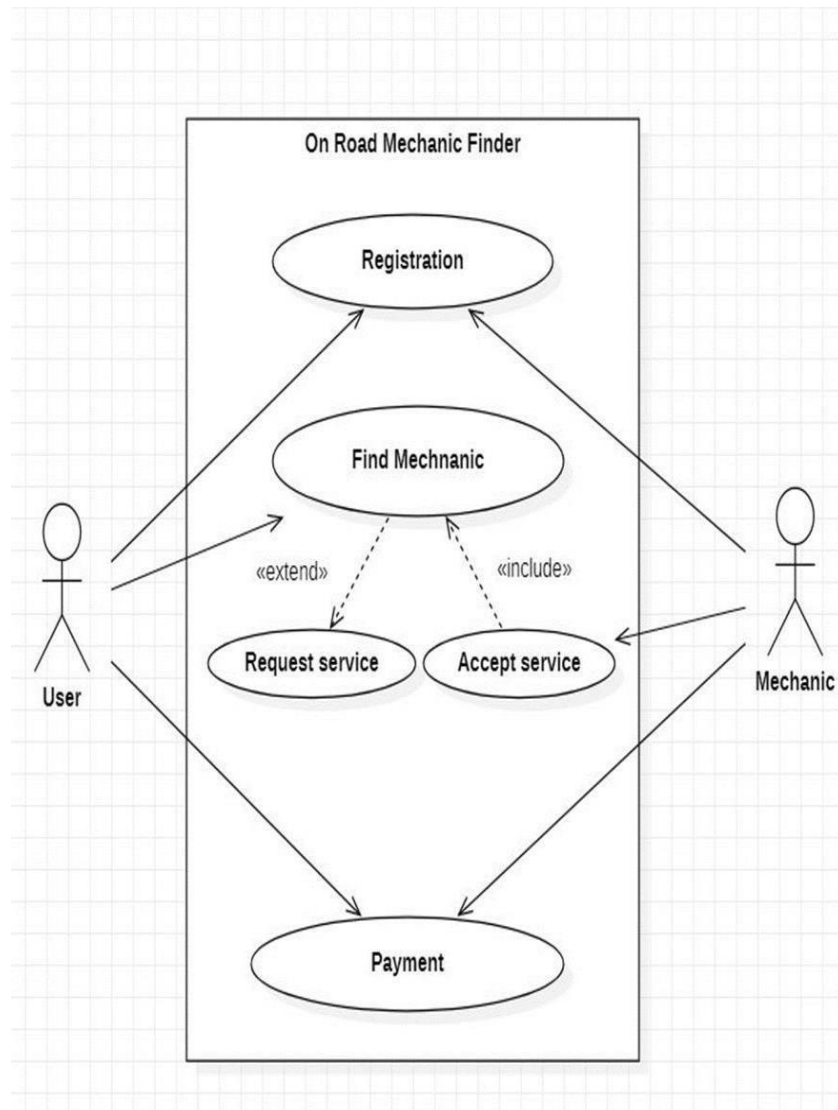 On Road Mechanic Finder
Registration
Find Mechnanic
«extend»
«include»
Request service
Accept service
User
Mechanic
Payment